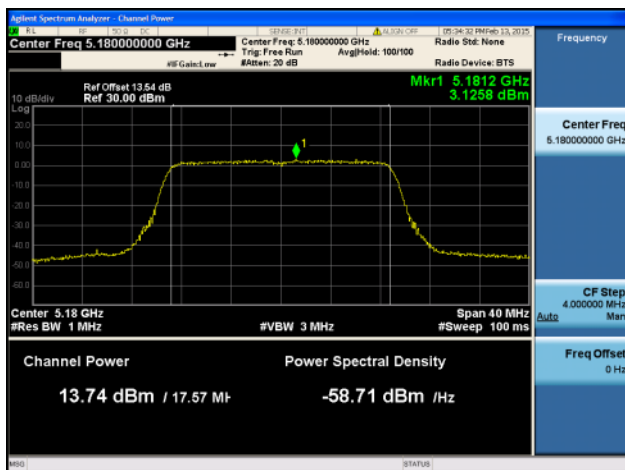 Agilent Spectrum Analyzer - Channel Power
RL RF 50 Ω DC SENSE:INT ALIGN OFF 05:34:32 PM Feb 13, 2015
Center Freq 5.180000000 GHz
Center Freq: 5.180000000 GHz
Radio Std: None
Trig: Free Run Avg|Hold: 100/100
#IFGain:Low #Atten: 20 dB Radio Device: BTS
Frequency
Ref Offset 13.54 dB
Mkr1 5.1812 GHz
10 dB/div Ref 30.00 dBm 3.1258 dBm
Log
20.0
10.0
0.00
-10.0
-20.0
-30.0
-40.0
-50.0
-60.0
1
Center 5.18 GHz Span 40 MHz
#Res BW 1 MHz #VBW 3 MHz #Sweep 100 ms
Channel Power Power Spectral Density
13.74 dBm / 17.57 MH -58.71 dBm /Hz
Center Freq
5.180000000 GHz
CF Step
4.000000 MHz
Auto Man
Freq Offset
0 Hz
MSG STATUS